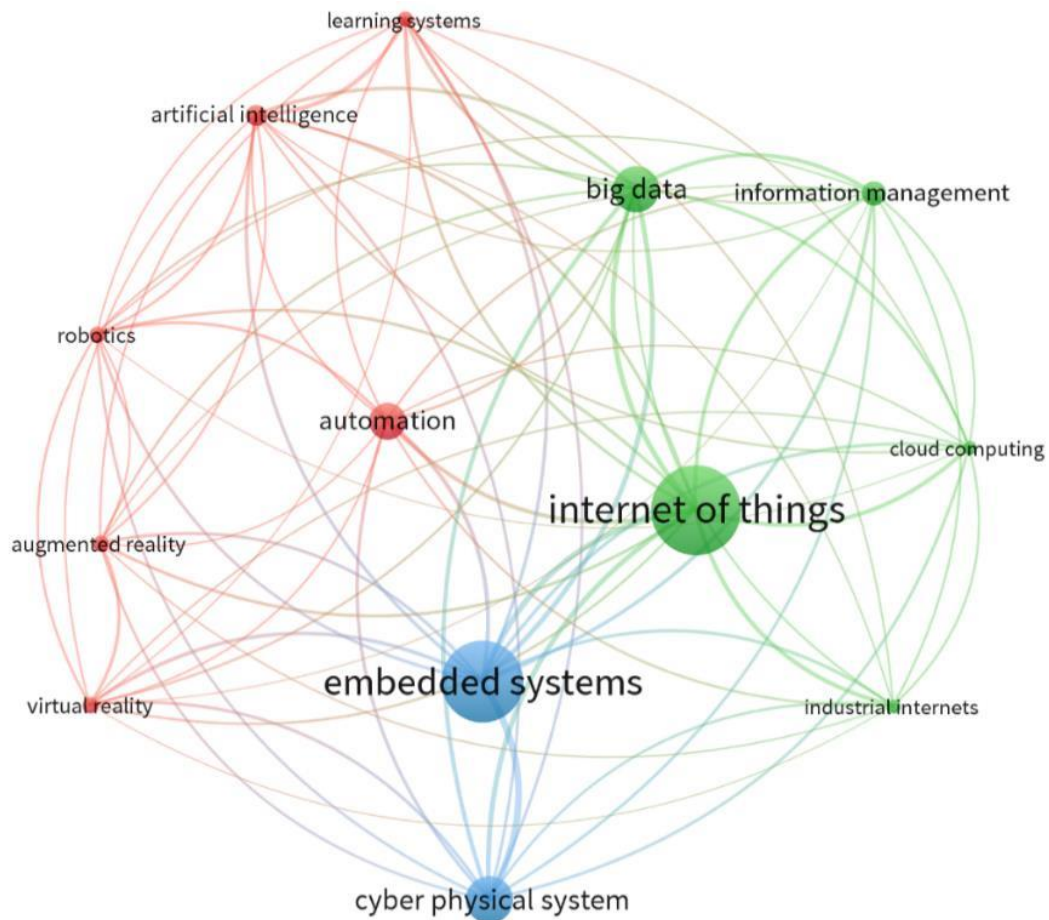 learning systems
artificial intelligence
big data
information management
robotics
automation
cloud computing
internet of things
augmented reality
embedded systems
virtual reality
industrial internets
cyber physical system